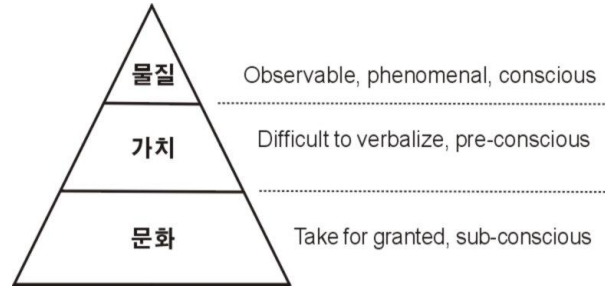 물질 Observable, phenomenal, conscious
가치 Difficult to verbalize, pre-conscious
문화 Take for granted, sub-conscious